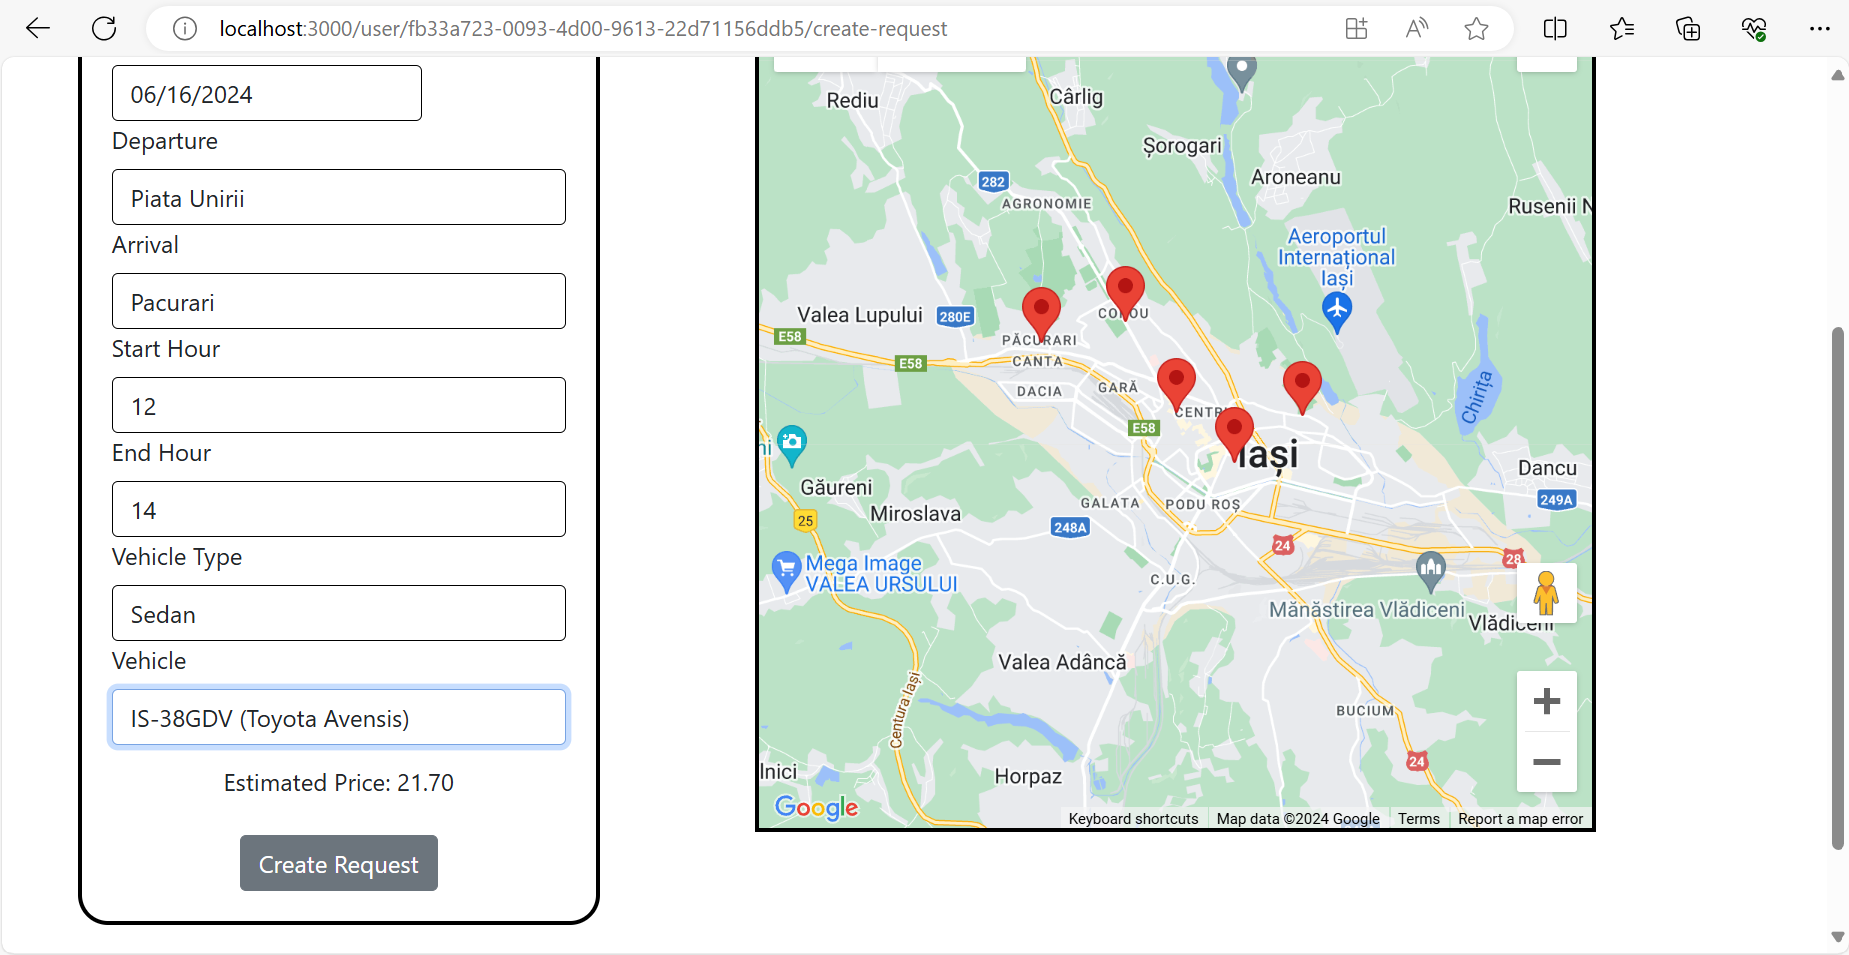 localhost:3000/user/fb33a723-0093-4d00-9613-22d71156ddb5/create-request
06/16/2024
Departure
Piata Unirii
Arrival
Pacurari
Start Hour
12
End Hour
14
Vehicle Type
Sedan
Vehicle
IS-38GDV (Toyota Avensis)
Estimated Price: 21.70
Create Request
Rediu
Cârlig
Șorogari
282
Aroneanu
AGRONOMIE
Rusenii N
Aeroportul
Internațional
Iași
Valea Lupului
280E
COPOU
E58
PĂCURARI
E58
CANTA
DACIA
GARĂ
CENTR
Chirița
E58
Iași
ni
Dancu
Găureni
249A
GALATA
PODU ROȘ
Miroslava
25
248A
24
28
Mega Image
VALEA URSULUI
C.U.G.
Mănăstirea Vlădiceni
Vlădiceni
Valea Adâncă
Centura Iași
BUCIUM
24
lnici
Horpaz
Google
Keyboard shortcuts
Map data ©2024 Google
Terms
Report a map error